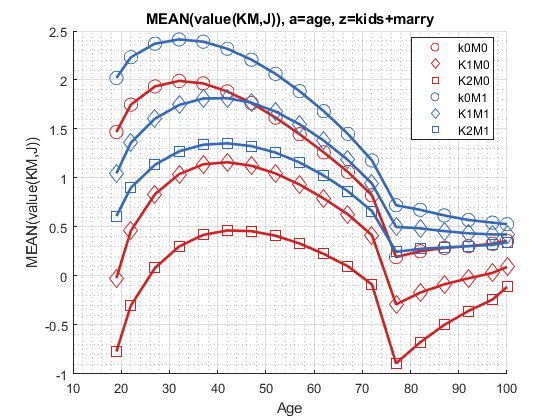 MEAN(value(KM,J)), a=age, z=kids+marry
MEAN(value(KM,J))
2.5
2
1.5
1
0.5
0
-0.5
-1
10 20 30 40 50 60 70 80 90 100
Age
k0M0
K1M0
K2M0
k0M1
K1M1
K2M1